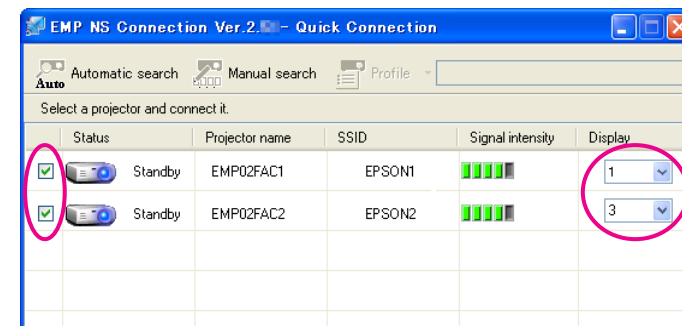 EMP NS Connection Ver.2. - Quick Connection
Auto Automatic search Manual search Profile
Select a projector and connect it.
Status Projector name SSID Signal intensity Display
Standby EMP02FAC1 EPSON1 1
Standby EMP02FAC2 EPSON2 3